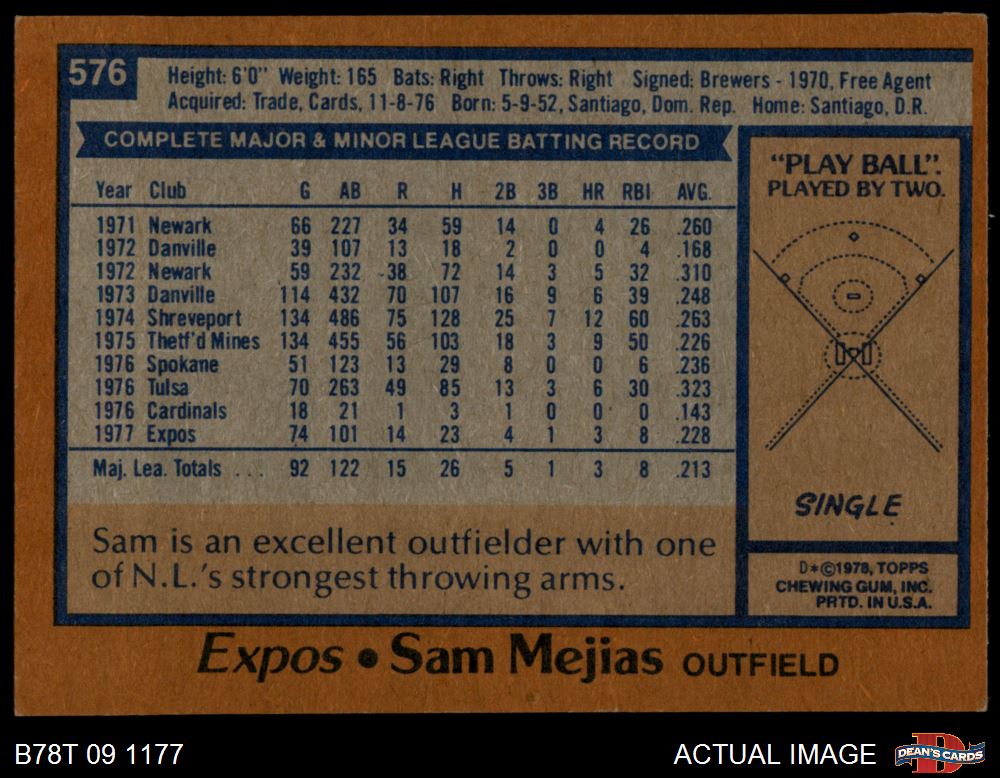 576
Height: 6'0" Weight: 165 Bats: Right Throws: Right Signed: Brewers - 1970, Free Agent
Acquired: Trade, Cards, 11-8-76 Born: 5-9-52, Santiago, Dom. Rep. Home: Santiago, D.R.
COMPLETE MAJOR & MINOR LEAGUE BATTING RECORD
Year Club G AB R H 2B 3B HR RBI AVG.
1971 Newark 66 227 34 59 14 0 4 26 .260
1972 Danville 39 107 13 18 2 0 0 4 .168
1972 Newark 59 232 38 72 14 3 5 32 .310
1973 Danville 114 432 70 107 16 9 6 39 .248
1974 Shreveport 134 486 75 128 25 7 12 60 .263
1975 Thetf'd Mines 134 455 56 103 18 3 9 50 .226
1976 Spokane 51 123 13 29 8 0 0 6 .236
1976 Tulsa 70 263 49 85 13 3 6 30 .323
1976 Cardinals 18 21 1 3 1 0 0 0 .143
1977 Expos 74 101 14 23 4 1 3 8 .228
Maj. Lea. Totals ... 92 122 15 26 5 1 3 8 .213
Sam is an excellent outfielder with one
of N.L.'s strongest throwing arms.
"PLAY BALL".
PLAYED BY TWO.
SINGLE
D*©1978, TOPPS
CHEWING GUM, INC.
PRTD. IN U.S.A.
Expos • Sam Mejias OUTFIELD
B78T 09 1177
ACTUAL IMAGE
DEAN'S CARDS